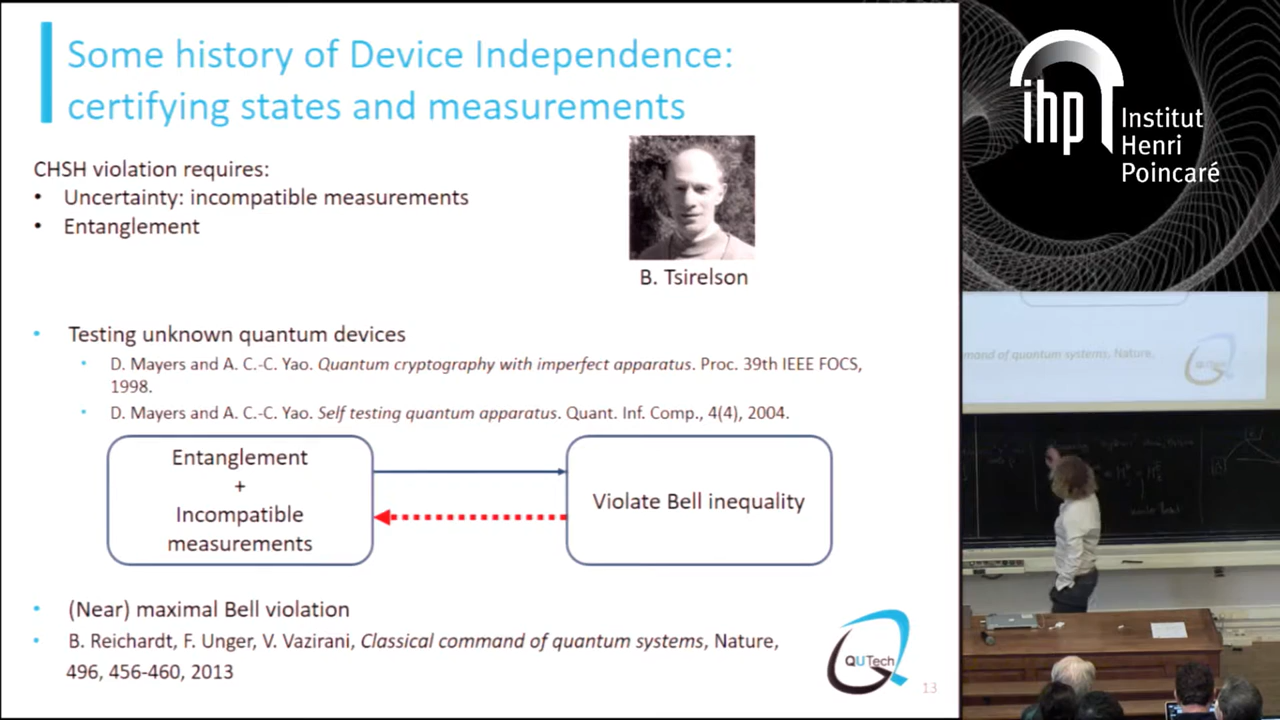 Some history of Device Independence:
certifying states and measurements
CHSH violation requires:
• Uncertainty: incompatible measurements
• Entanglement
B. Tsirelson
• Testing unknown quantum devices
• D. Mayers and A. C.-C. Yao. Quantum cryptography with imperfect apparatus. Proc. 39th IEEE FOCS,
1998.
• D. Mayers and A. C.-C. Yao. Self testing quantum apparatus. Quant. Inf. Comp., 4(4), 2004.
Entanglement
+
Incompatible
measurements
Violate Bell inequality
• (Near) maximal Bell violation
• B. Reichardt, F. Unger, V. Vazirani, Classical command of quantum systems, Nature,
496, 456-460, 2013
QUTech
13
ihp
Institut
Henri
Poincaré
mand of quantum systems, Nature,